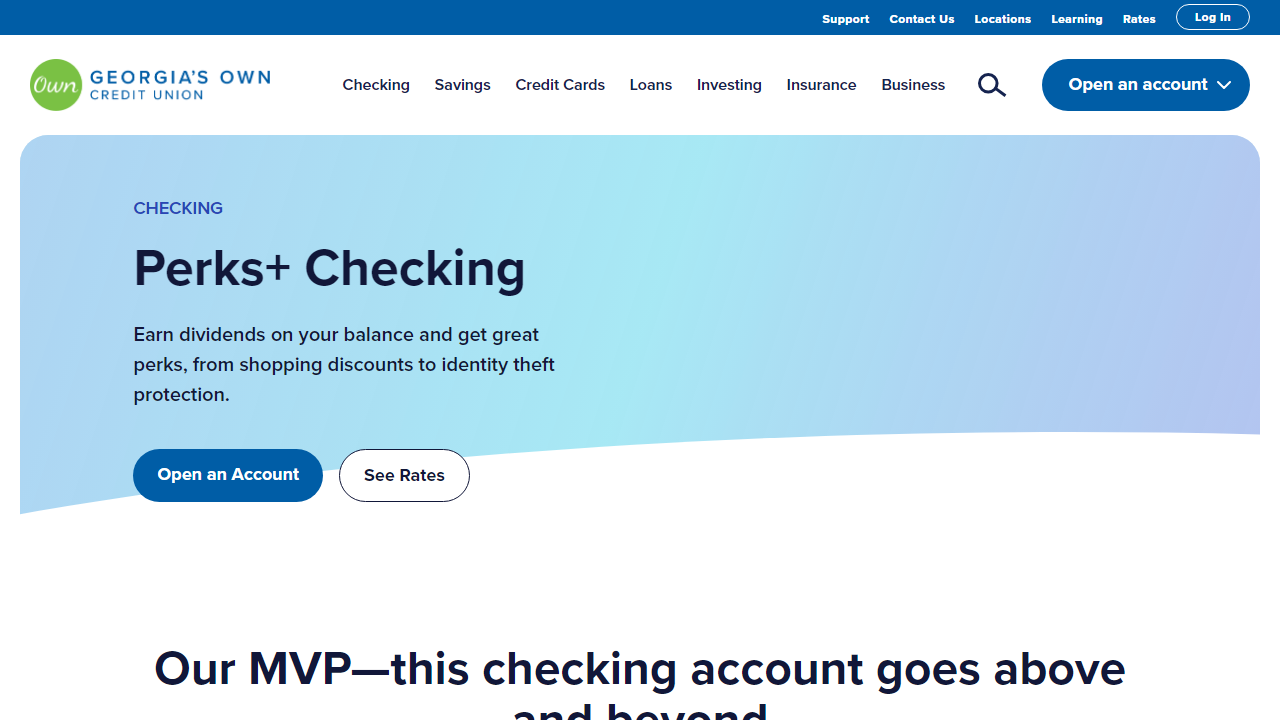 Support Contact Us Locations Learning Rates Log In
Own GEORGIA'S OWN
CREDIT UNION
Checking Savings Credit Cards Loans Investing Insurance Business Open an account
CHECKING
Perks+ Checking
Earn dividends on your balance and get great
perks, from shopping discounts to identity theft
protection.
Open an Account See Rates
Our MVP—this checking account goes above
and beyond